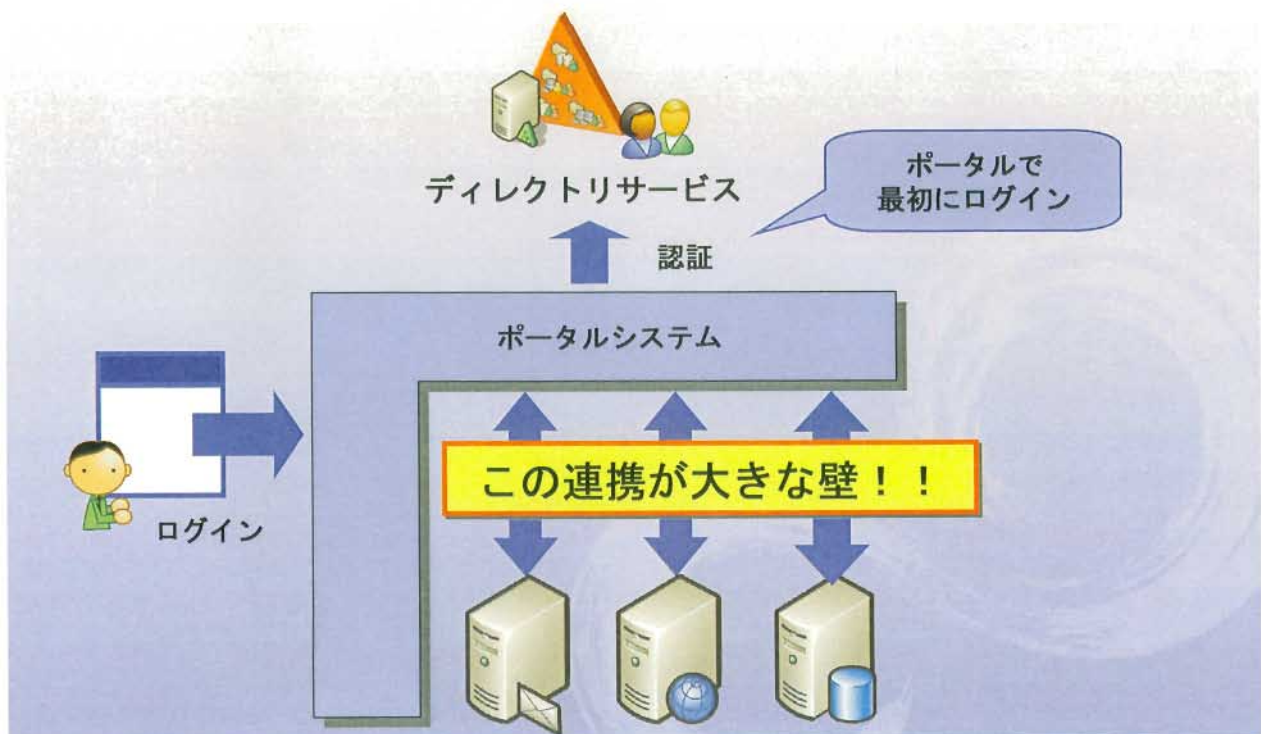 ディレクトリサービス
ポータルで
最初にログイン
認証
ポータルシステム
この連携が大きな壁！！
ログイン